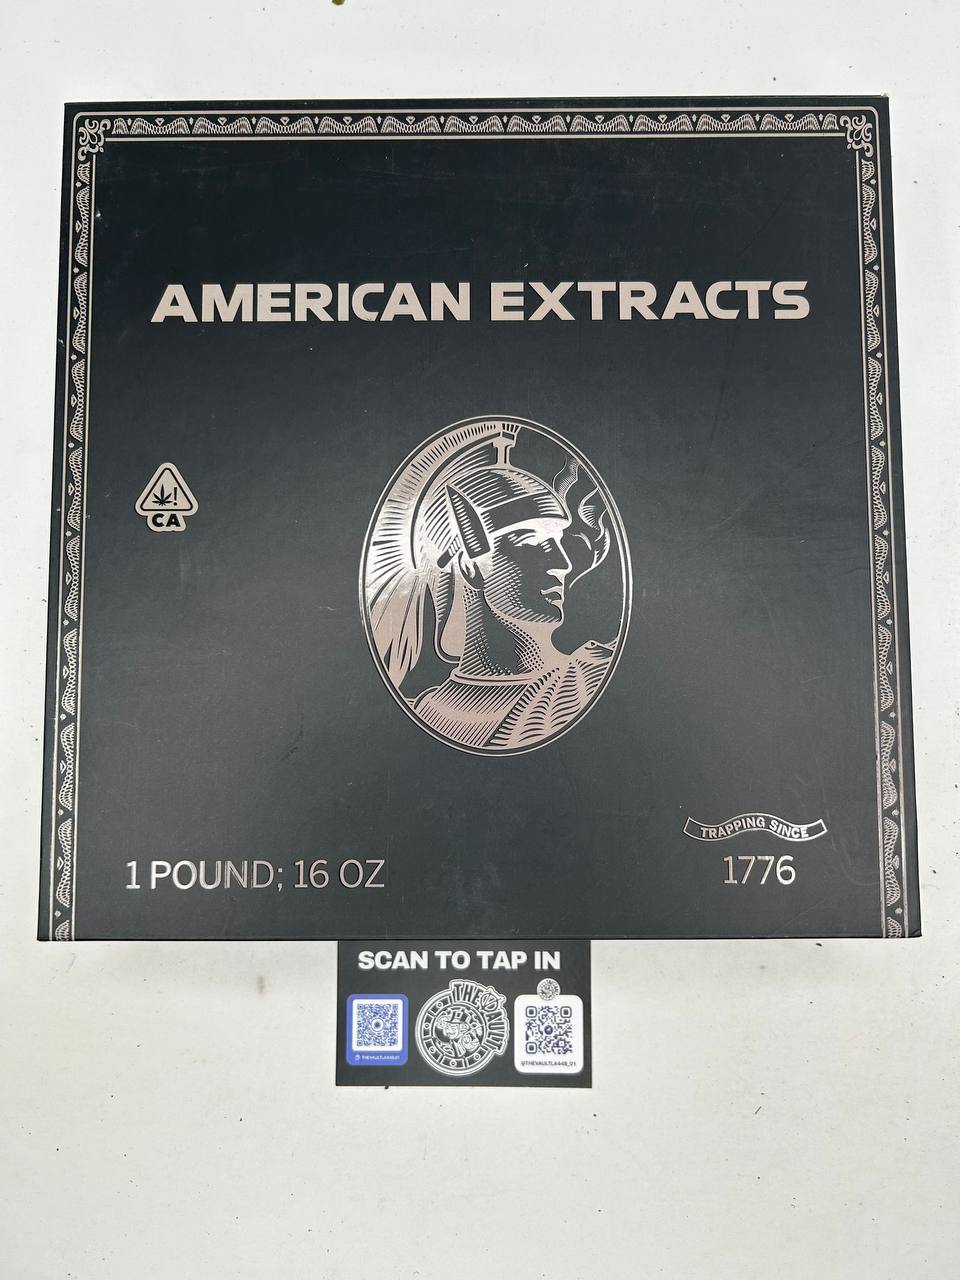 AMERICAN EXTRACTS
CA
TRAPPING SINCE
1776
1 POUND; 16 OZ
SCAN TO TAP IN
THE VAULT